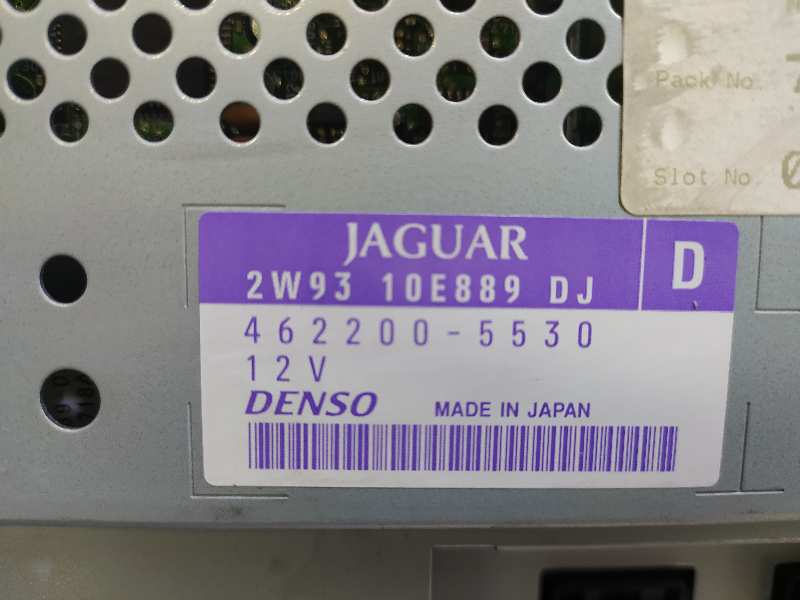 Pack No.
Slot No.
JAGUAR
2W93 10E889 DJ
D
462200-5530
12V
DENSO
MADE IN JAPAN